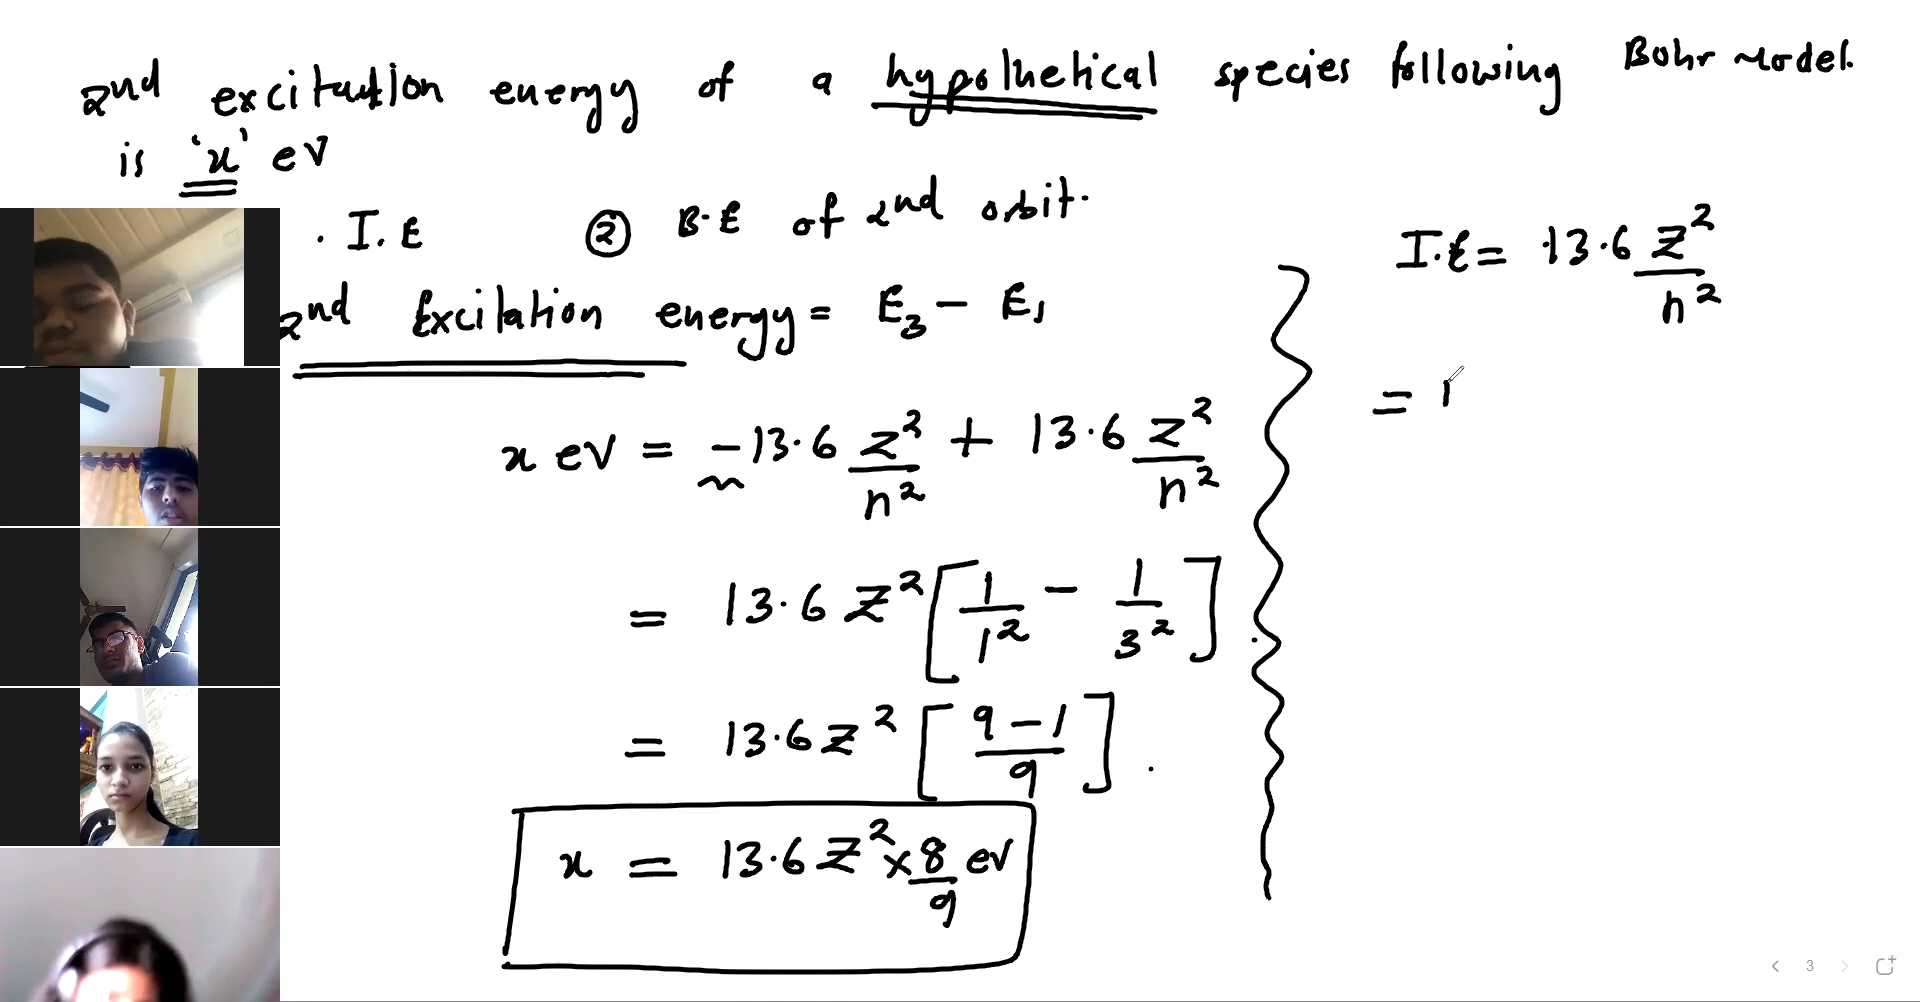 2nd excitation energy of a hypothetical species following Bohr Model.
is 'x' eV
. I.E ② B.E of 2nd orbit.
2nd Excitation energy = E₃ - E₁
x eV = -13.6 Z²/n² + 13.6 Z²/n²
= 13.6 Z² [1/1² - 1/3²]
= 13.6 Z² [9-1/9].
x = 13.6 Z² × 8/9 eV
I.E = 13.6 Z²/n²
= 1
3